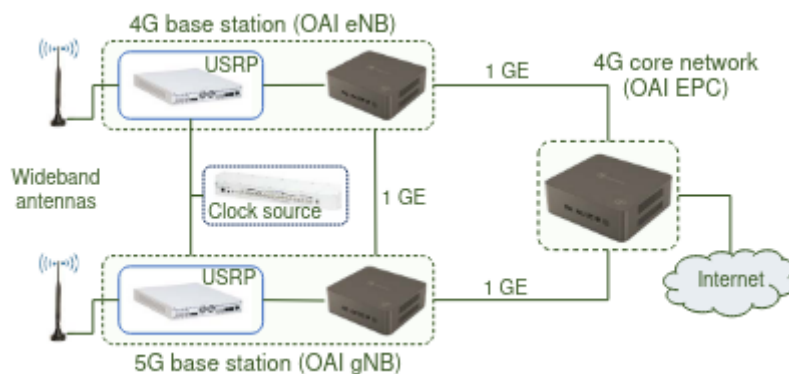 4G base station (OAI eNB)
USRP
1 GE
4G core network
(OAI EPC)
Wideband
antennas
Clock source
1 GE
USRP
Internet
1 GE
5G base station (OAI gNB)